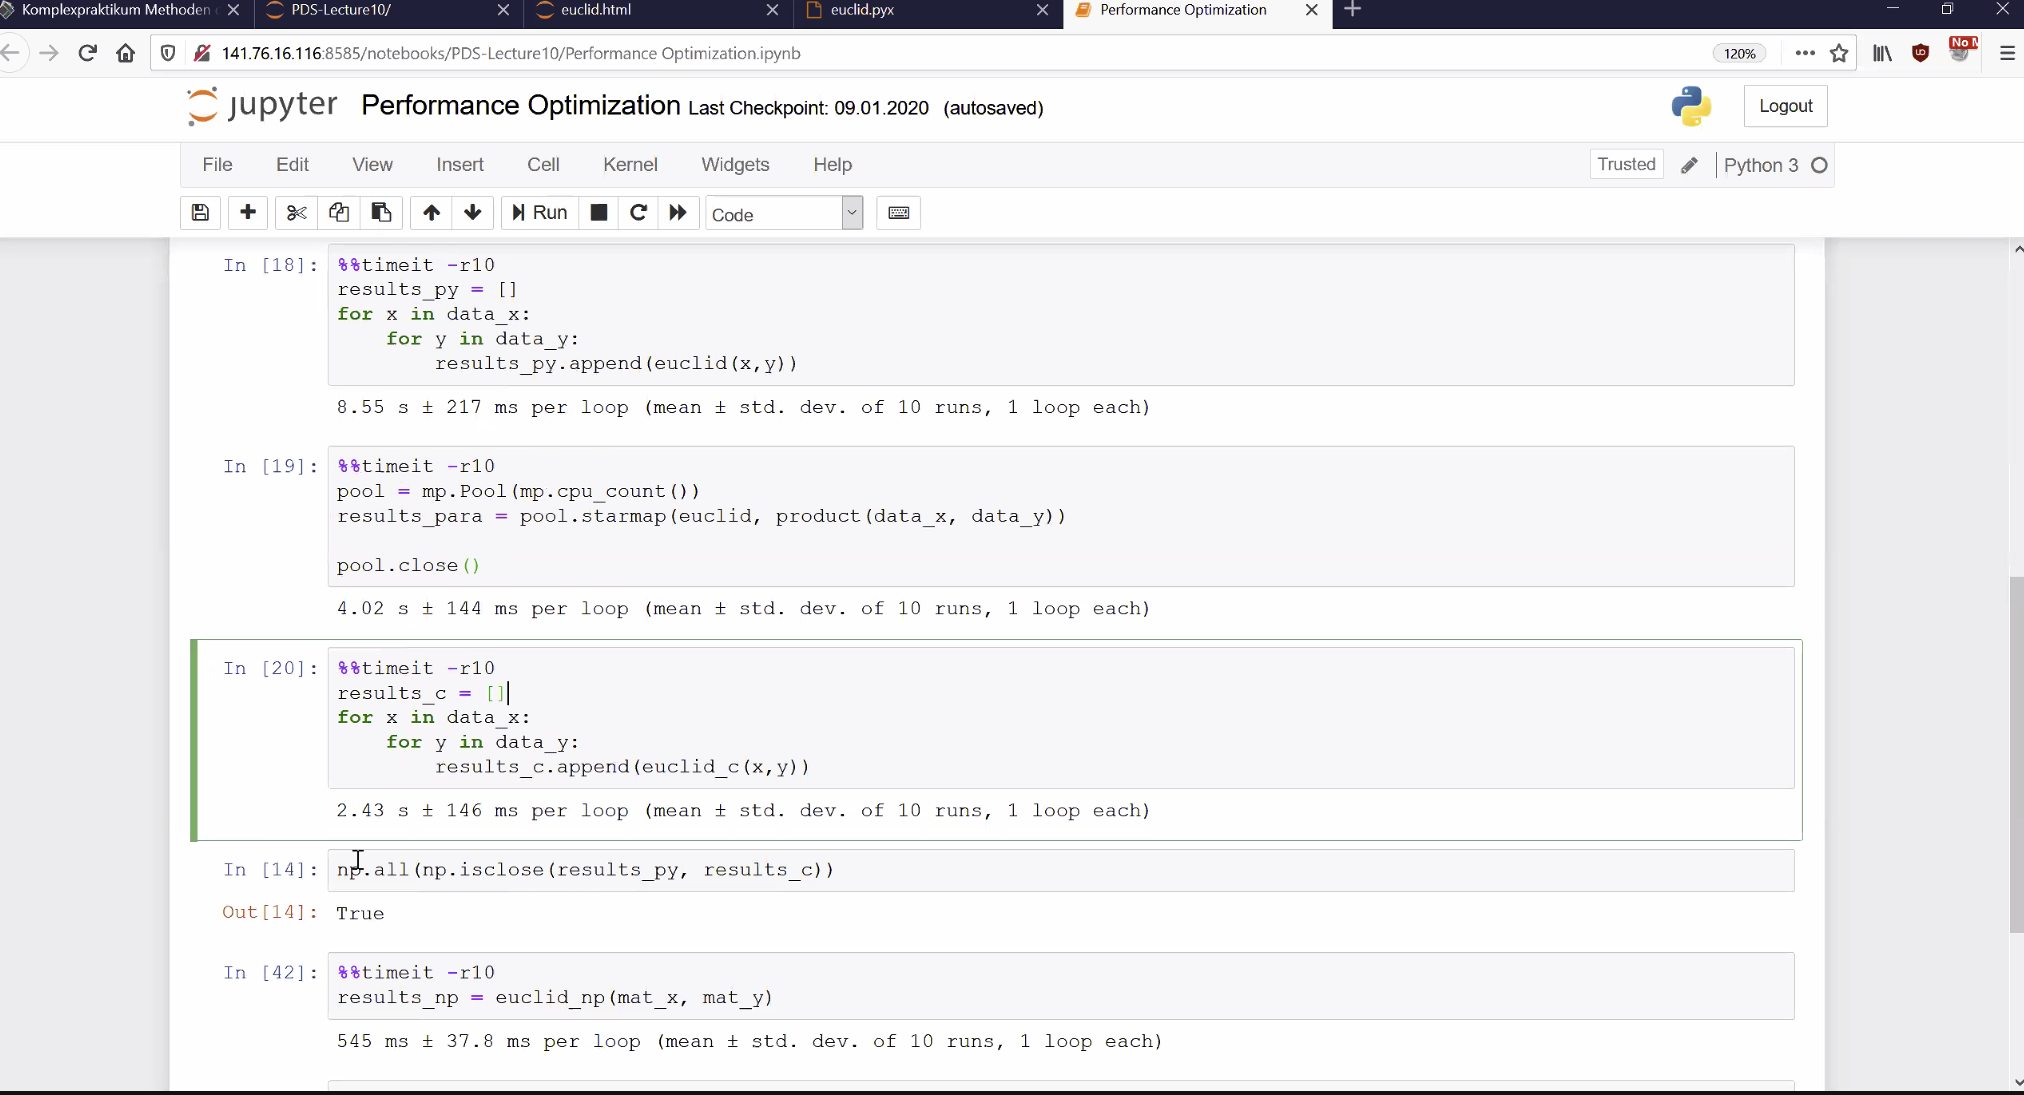 Komplexpraktikum Methoden
PDS-Lecture10/
euclid.html
euclid.pyx
Performance Optimization
141.76.16.116:8585/notebooks/PDS-Lecture10/Performance Optimization.ipynb
120%
jupyter Performance Optimization Last Checkpoint: 09.01.2020 (autosaved)
Logout
File Edit View Insert Cell Kernel Widgets Help
Trusted Python 3
Run Code
In [18]: %%timeit -r10
results_py = []
for x in data_x:
    for y in data_y:
        results_py.append(euclid(x,y))
8.55 s ± 217 ms per loop (mean ± std. dev. of 10 runs, 1 loop each)
In [19]: %%timeit -r10
pool = mp.Pool(mp.cpu_count())
results_para = pool.starmap(euclid, product(data_x, data_y))
pool.close()
4.02 s ± 144 ms per loop (mean ± std. dev. of 10 runs, 1 loop each)
In [20]: %%timeit -r10
results_c = []
for x in data_x:
    for y in data_y:
        results_c.append(euclid_c(x,y))
2.43 s ± 146 ms per loop (mean ± std. dev. of 10 runs, 1 loop each)
In [14]: np.all(np.isclose(results_py, results_c))
Out[14]: True
In [42]: %%timeit -r10
results_np = euclid_np(mat_x, mat_y)
545 ms ± 37.8 ms per loop (mean ± std. dev. of 10 runs, 1 loop each)